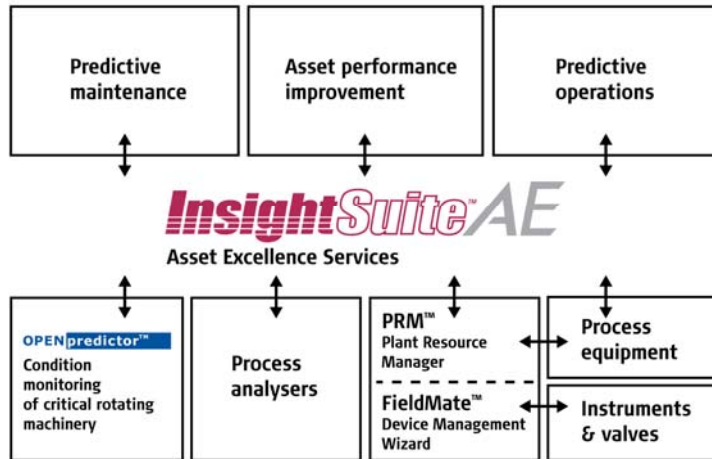 Predictive
maintenance
Asset performance
improvement
Predictive
operations
InsightSuite™AE
Asset Excellence Services
OPENpredictor™
Condition
monitoring
of critical rotating
machinery
Process
analysers
PRM™
Plant Resource
Manager
FieldMate™
Device Management
Wizard
Process
equipment
Instruments
& valves